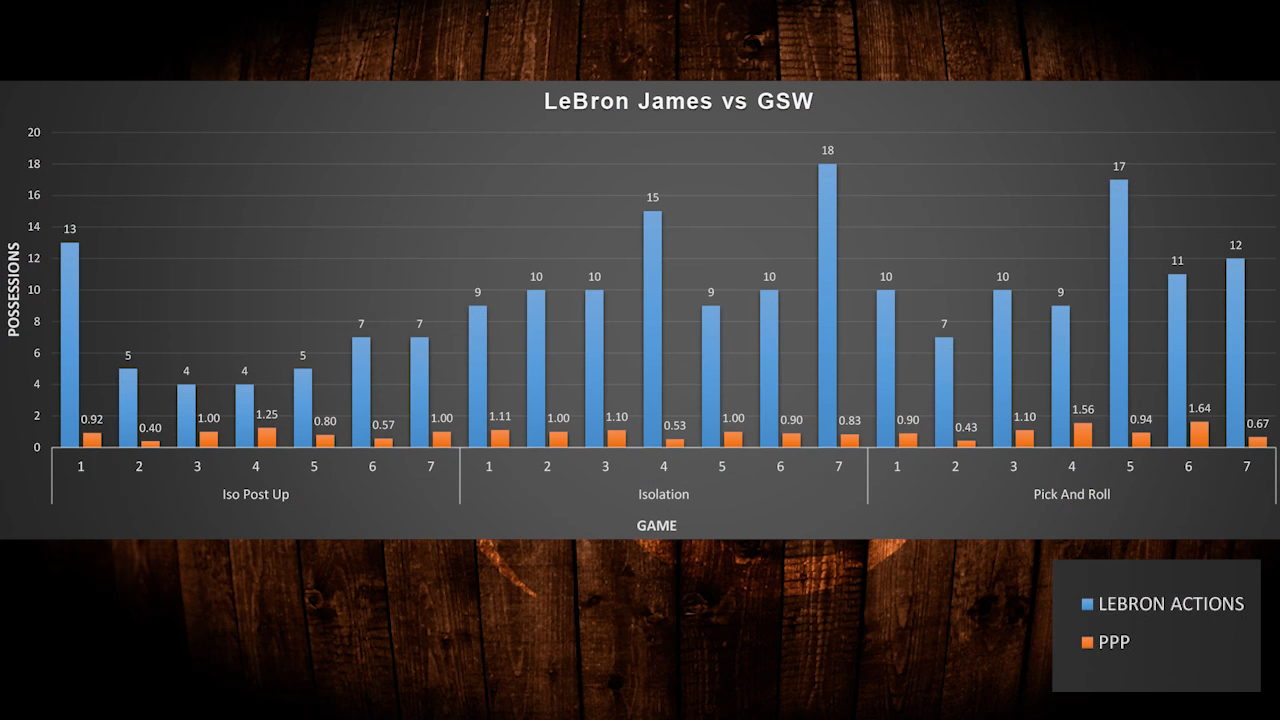 LeBron James vs GSW
POSSESSIONS
20
18
16
14
12
10
8
6
4
2
0
13 5 4 4 5 7 7 9 10 10 15 9 10 18 10 7 10 9 17 11 12
0.92 0.40 1.00 1.25 0.80 0.57 1.00 1.11 1.00 1.10 0.53 1.00 0.90 0.83 0.90 0.43 1.10 1.56 0.94 1.64 0.67
1 2 3 4 5 6 7 1 2 3 4 5 6 7 1 2 3 4 5 6 7
Iso Post Up Isolation Pick And Roll
GAME
LEBRON ACTIONS
PPP